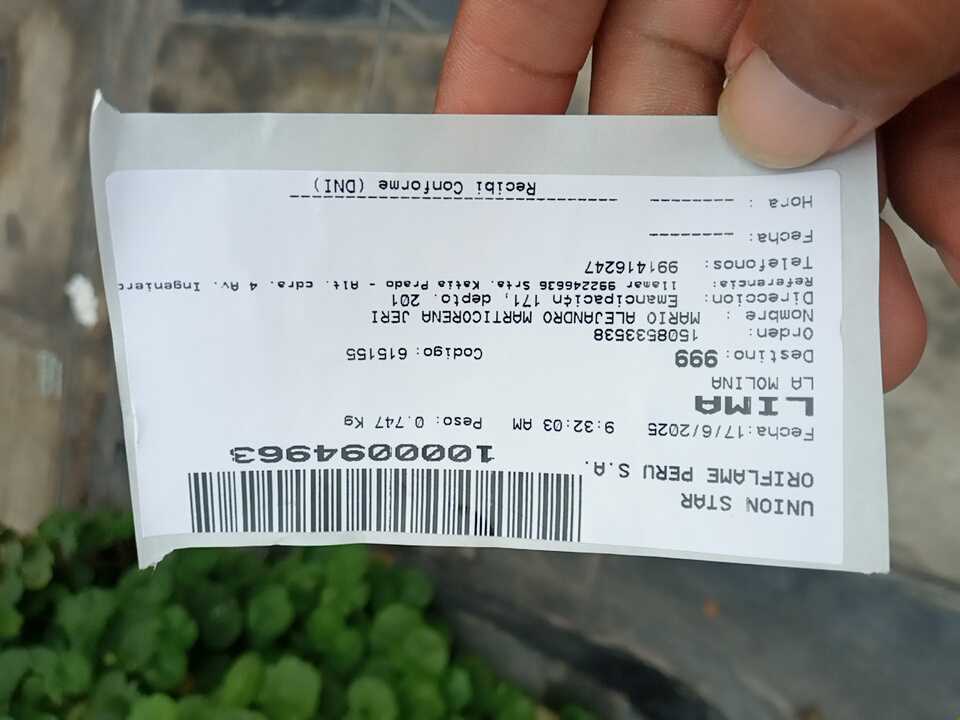 UNION STAR
ORIFLAME PERU S.A.
1000094963
Fecha:17/6/2025 9:32:03 AM Peso: 0.747 Kg
LIMA
LA MOLINA
Destino: 999 Codigo: 615155
Orden: 1508533538
Nombre : MARIO ALEJANDRO MARTICORENA JERI
Direccion: Emancipación 171, depto. 201
Referencia: llamar 992246636 Srta. Katia Prado - Alt. cdra. 4 Av. Ingeniero
Telefonos: 991416247
Fecha: --------
Hora : --------
Recibi Conforme (DNI)